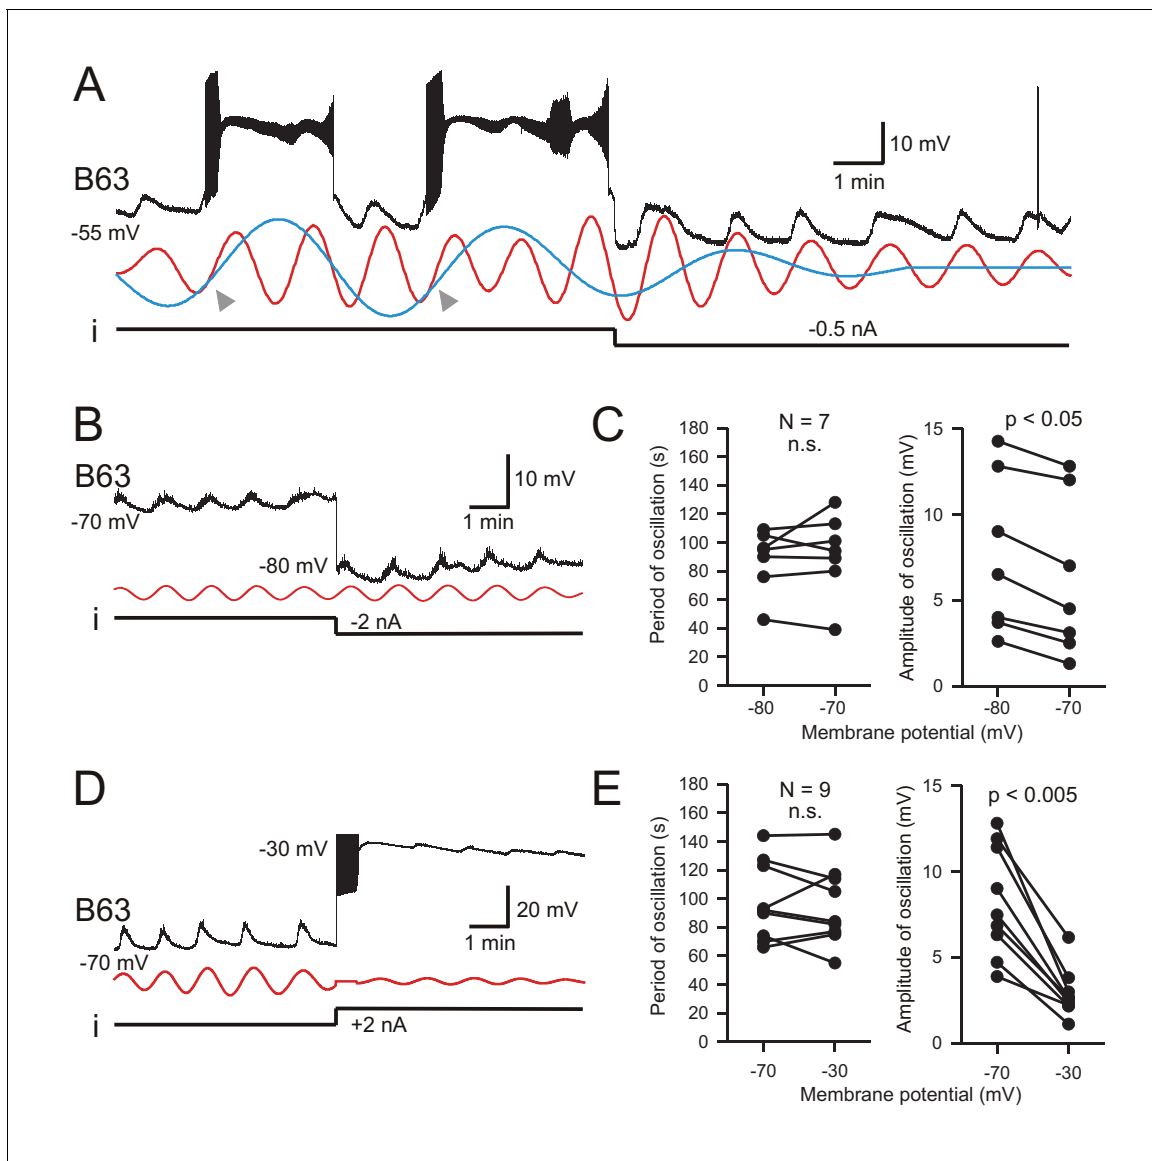 A
B63
-55 mV
10 mV
1 min
i
-0.5 nA
B
B63
-70 mV
10 mV
1 min
-80 mV
i
-2 nA
C
N = 7
n.s.
Period of oscillation (s)
180
160
140
120
100
80
60
40
20
0
-80
-70
p < 0.05
Amplitude of oscillation (mV)
15
10
5
0
-80
-70
Membrane potential (mV)
D
-30 mV
B63
-70 mV
20 mV
1 min
i
+2 nA
E
N = 9
n.s.
Period of oscillation (s)
180
160
140
120
100
80
60
40
20
0
-70
-30
p < 0.005
Amplitude of oscillation (mV)
15
10
5
0
-70
-30
Membrane potential (mV)